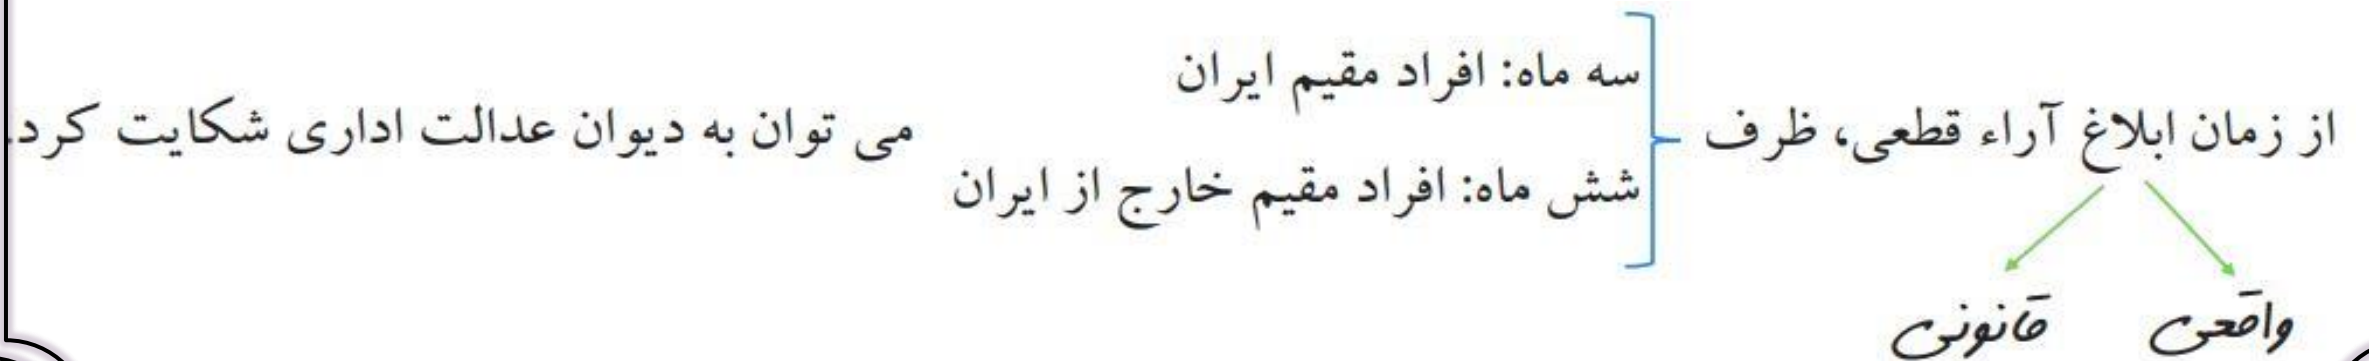 سه ماه: افراد مقیم ایران
از زمان ابلاغ آراء قطعی، ظرف
می توان به دیوان عدالت اداری شکایت کرد.
شش ماه: افراد مقیم خارج از ایران
واقعی
قانونی